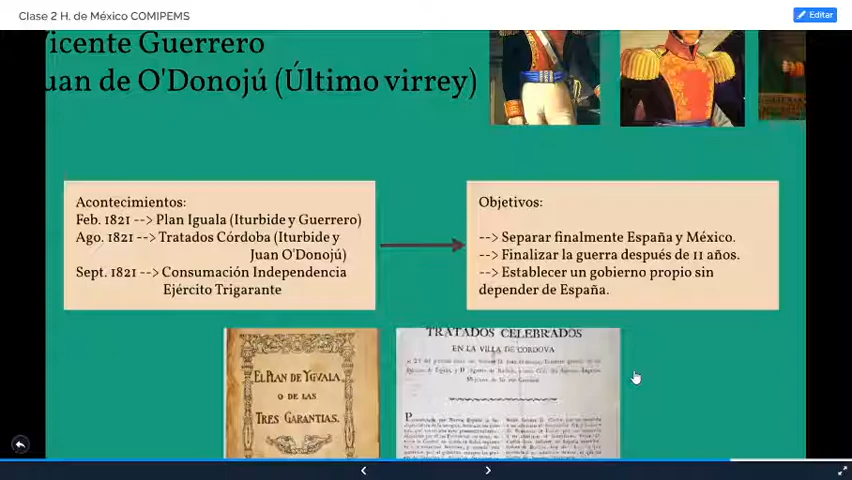 Clase 2 H. de México COMIPEMS
Editar
Vicente Guerrero
Juan de O'Donojú (Último virrey)
Acontecimientos:
Feb. 1821 --> Plan Iguala (Iturbide y Guerrero)
Ago. 1821 --> Tratados Córdoba (Iturbide y
Juan O'Donojú)
Sept. 1821 --> Consumación Independencia
Ejército Trigarante
Objetivos:
--> Separar finalmente España y México.
--> Finalizar la guerra después de 11 años.
--> Establecer un gobierno propio sin
depender de España.
EL PLAN DE YGUALA
O DE LAS
TRES GARANTIAS.
TRATADOS CELEBRADOS
EN LA VILLA DE CORDOVA